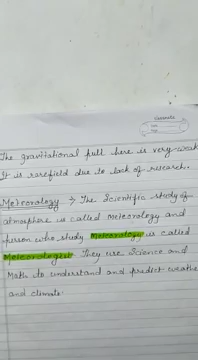 The gravitational pull here is very weak
It is rarefield due to lack of research.
Meteorology → The Scientific study of
atmosphere is called Meteorology and
person who study Meteorology is called
Meteorologist. They use Science and
Math to understand and predict weathe
and climate.